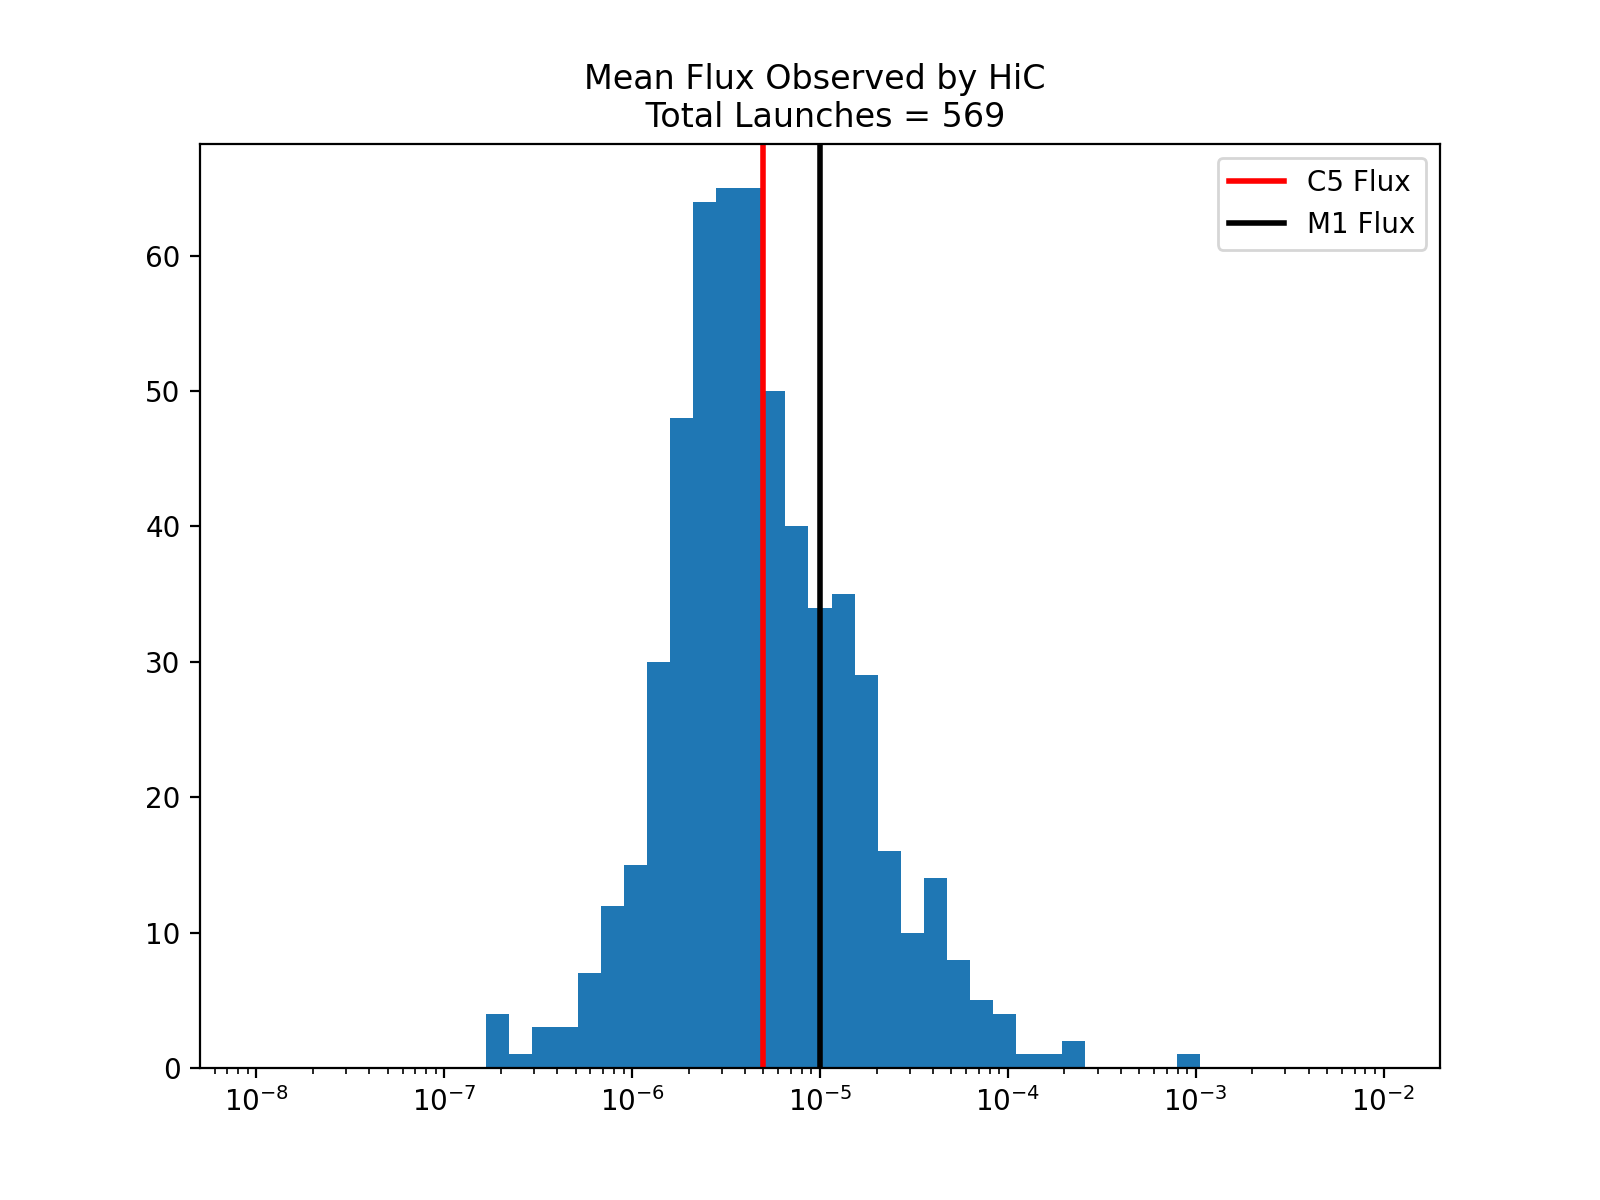 Mean Flux Observed by HiC
Total Launches = 569
C5 Flux
M1 Flux
60
50
40
30
20
10
0
10⁻⁸ 10⁻⁷ 10⁻⁶ 10⁻⁵ 10⁻⁴ 10⁻³ 10⁻²